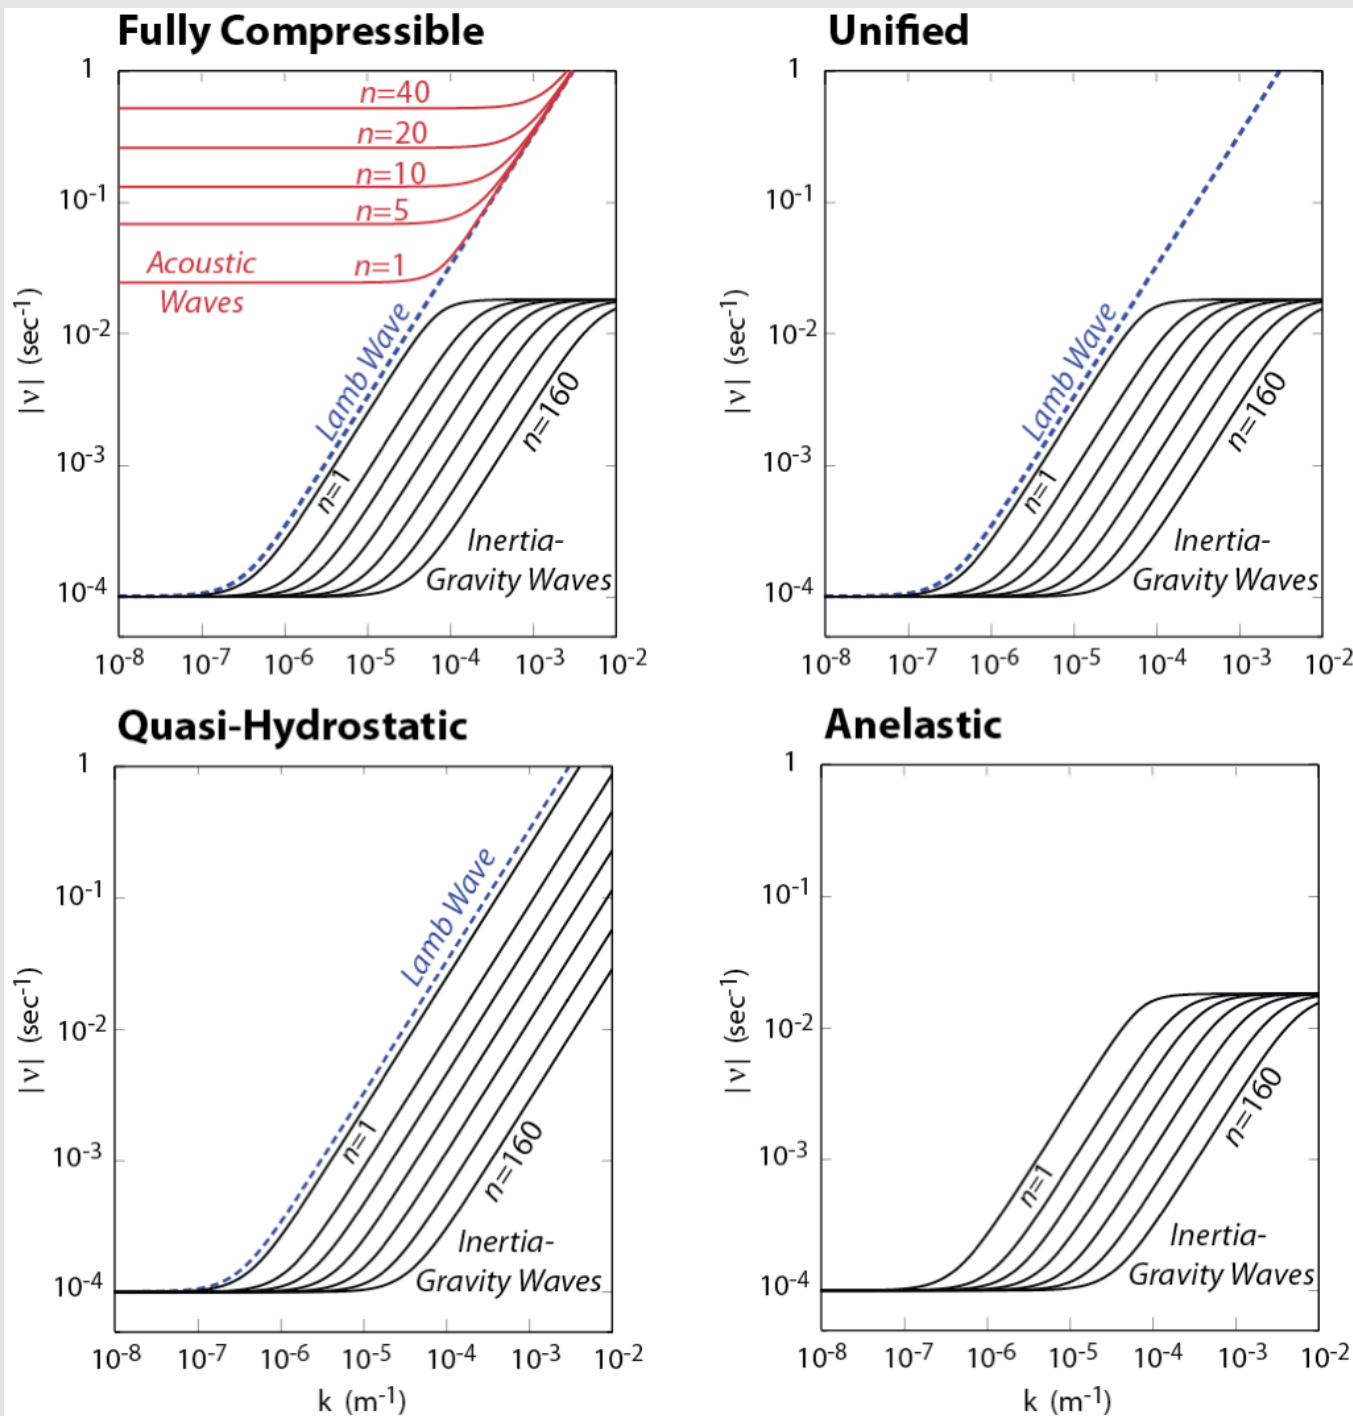 Fully Compressible
1
10-1
10-2
10-3
10-4
|ν| (sec-1)
n=40
n=20
n=10
n=5
n=1
Acoustic
Waves
Lamb Wave
n=1
n=160
Inertia-
Gravity Waves
10-8 10-7 10-6 10-5 10-4 10-3 10-2
Unified
1
10-1
10-2
10-3
10-4
|ν| (sec-1)
Lamb Wave
n=1
n=160
Inertia-
Gravity Waves
10-8 10-7 10-6 10-5 10-4 10-3 10-2
Quasi-Hydrostatic
1
10-1
10-2
10-3
10-4
|ν| (sec-1)
Lamb Wave
n=1
n=160
Inertia-
Gravity Waves
10-8 10-7 10-6 10-5 10-4 10-3 10-2
k (m-1)
Anelastic
1
10-1
10-2
10-3
10-4
|ν| (sec-1)
n=1
n=160
Inertia-
Gravity Waves
10-8 10-7 10-6 10-5 10-4 10-3 10-2
k (m-1)